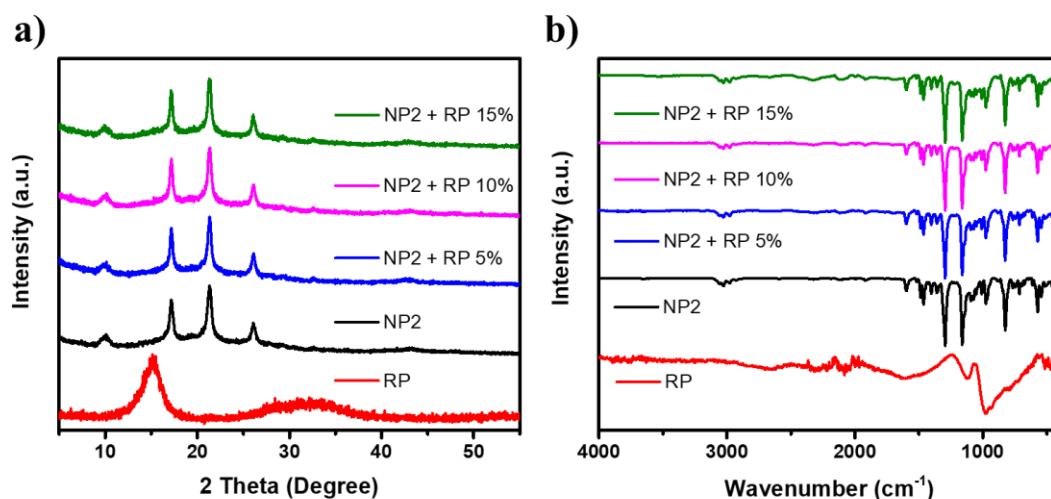 a)
NP2 + RP 15%
NP2 + RP 10%
NP2 + RP 5%
NP2
RP
Intensity (a.u.)
10 20 30 40 50
2 Theta (Degree)
b)
NP2 + RP 15%
NP2 + RP 10%
NP2 + RP 5%
NP2
RP
Intensity (a.u.)
4000 3000 2000 1000
Wavenumber (cm⁻¹)